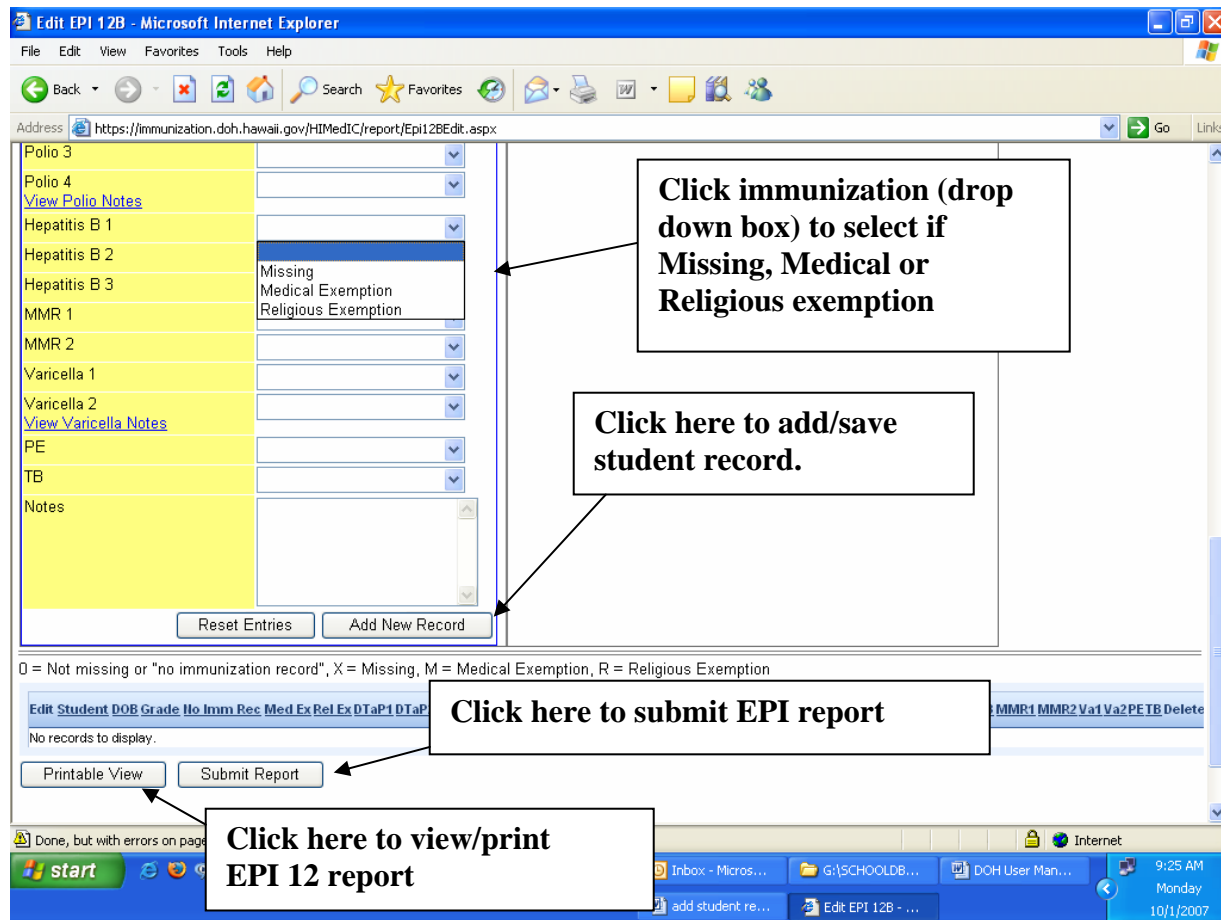 Edit EPI 12B - Microsoft Internet Explorer
File Edit View Favorites Tools Help
Back Search Favorites
Address https://immunization.doh.hawaii.gov/HIMedIC/report/Epi12BEdit.aspx Go Links
Polio 3
Polio 4
View Polio Notes
Hepatitis B 1
Hepatitis B 2
Hepatitis B 3
MMR 1
MMR 2
Varicella 1
Varicella 2
View Varicella Notes
PE
TB
Notes
Missing
Medical Exemption
Religious Exemption
Click immunization (drop
down box) to select if
Missing, Medical or
Religious exemption
Click here to add/save
student record.
Reset Entries Add New Record
0 = Not missing or "no immunization record", X = Missing, M = Medical Exemption, R = Religious Exemption
Edit Student DOB Grade No Imm Rec Med Ex Rel Ex DTaP1 DTaP MMR1 MMR2 Va1 Va2 PE TB Delete
No records to display.
Click here to submit EPI report
Printable View Submit Report
Click here to view/print
EPI 12 report
Done, but with errors on page Internet
start Inbox - Micros... G:\SCHOOLDB... DOH User Man... 9:25 AM
Monday
add student re... Edit EPI 12B - ... 10/1/2007